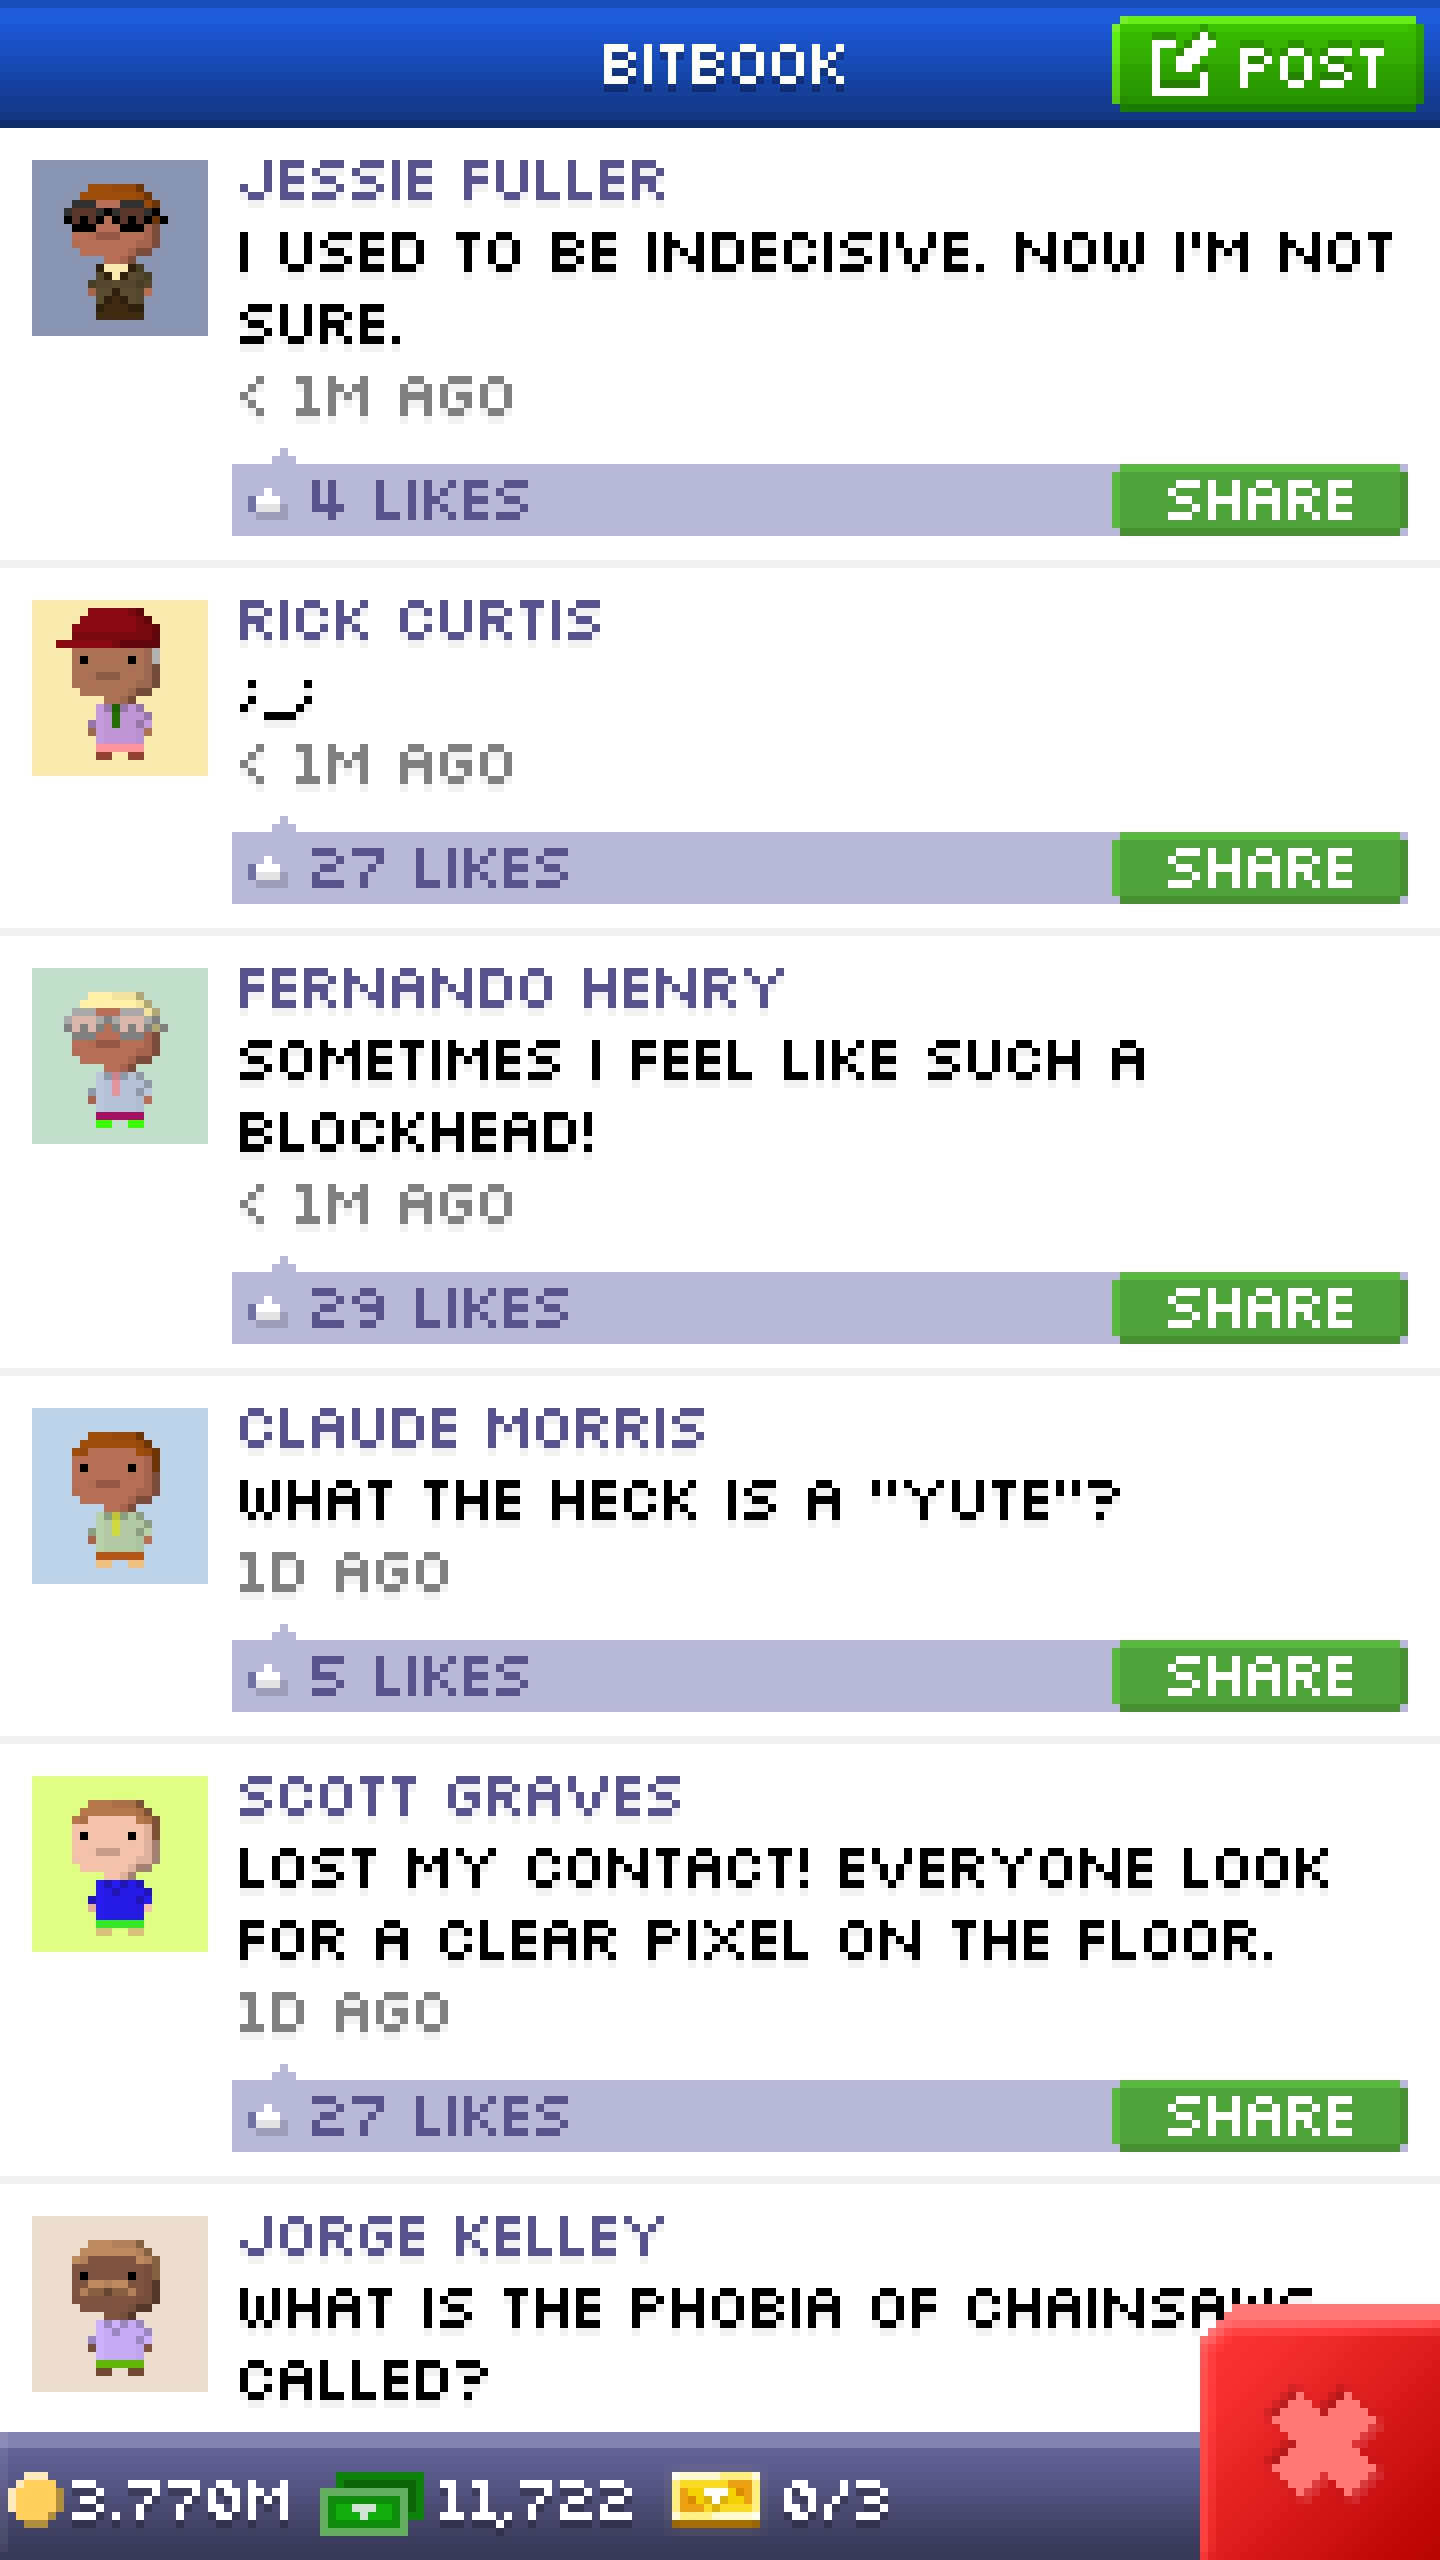 BITBOOK
POST
JESSIE FULLER
I USED TO BE INDECISIVE. NOW I'M NOT
SURE.
< 1M AGO
4 LIKES
SHARE
RICK CURTIS
;_;
< 1M AGO
27 LIKES
SHARE
FERNANDO HENRY
SOMETIMES I FEEL LIKE SUCH A
BLOCKHEAD!
< 1M AGO
29 LIKES
SHARE
CLAUDE MORRIS
WHAT THE HECK IS A "YUTE"?
1D AGO
5 LIKES
SHARE
SCOTT GRAVES
LOST MY CONTACT! EVERYONE LOOK
FOR A CLEAR PIXEL ON THE FLOOR.
1D AGO
27 LIKES
SHARE
JORGE KELLEY
WHAT IS THE PHOBIA OF CHAINSAWS
CALLED?
3.770M
11,722
0/3